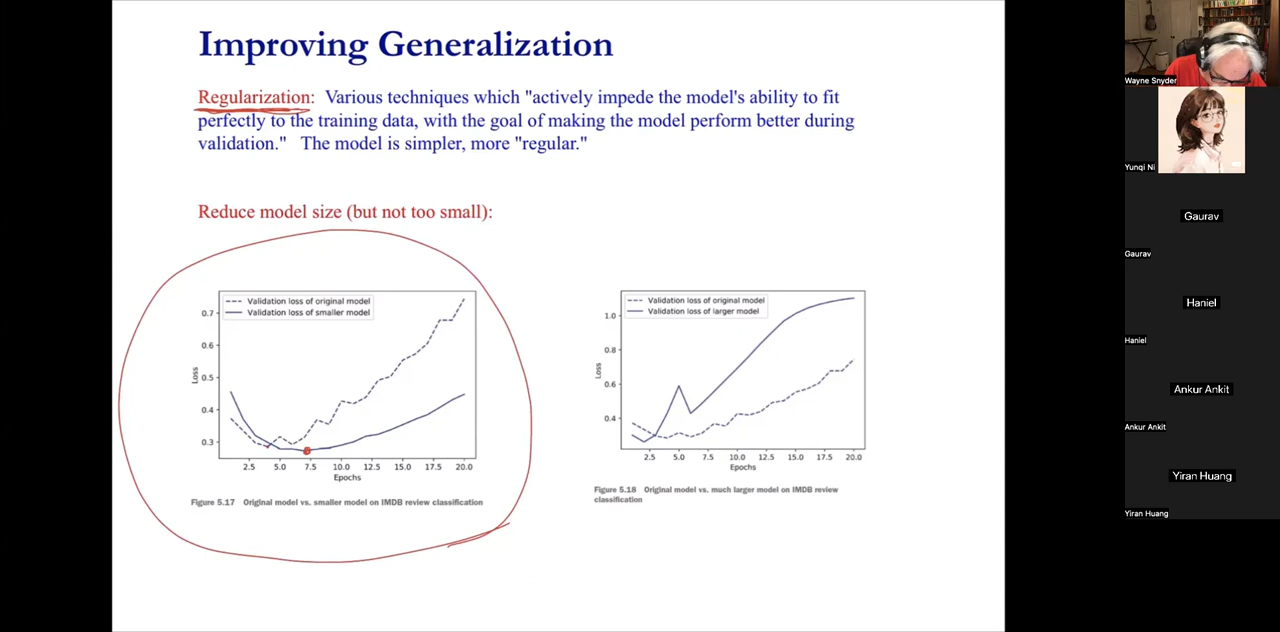 Improving Generalization
Regularization: Various techniques which "actively impede the model's ability to fit
perfectly to the training data, with the goal of making the model perform better during
validation." The model is simpler, more "regular."
Reduce model size (but not too small):
Validation loss of original model
Validation loss of smaller model
0.7
0.6
0.5
0.4
0.3
Loss
2.5 5.0 7.5 10.0 12.5 15.0 17.5 20.0
Epochs
Figure 5.17 Original model vs. smaller model on IMDB review classification
Validation loss of original model
Validation loss of larger model
1.0
0.8
0.6
0.4
Loss
2.5 5.0 7.5 10.0 12.5 15.0 17.5 20.0
Epochs
Figure 5.18 Original model vs. much larger model on IMDB review
classification
Wayne Snyder
Yunqi Ni
Gaurav
Gaurav
Haniel
Haniel
Ankur Ankit
Ankur Ankit
Yiran Huang
Yiran Huang